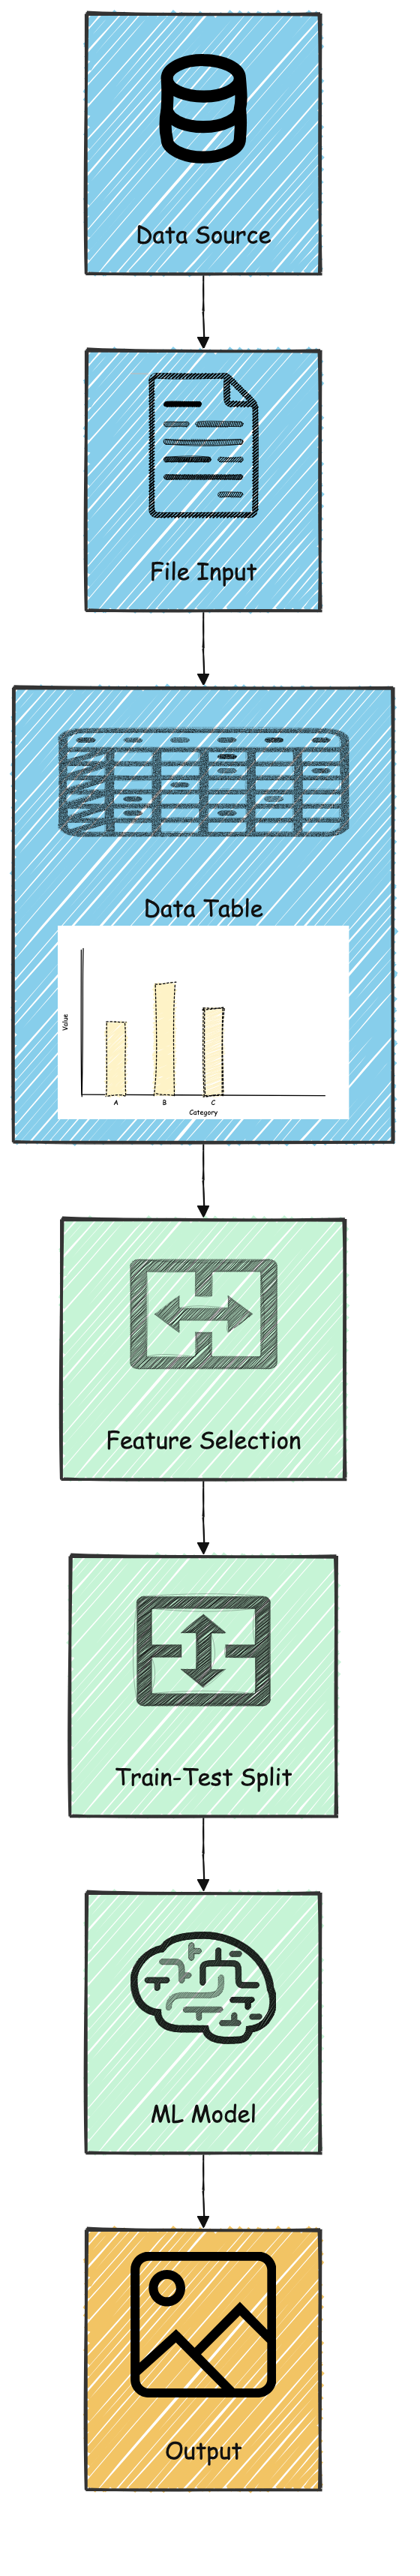 Data Source
File Input
Data Table
Value
A B C
Category
Feature Selection
Train-Test Split
ML Model
Output